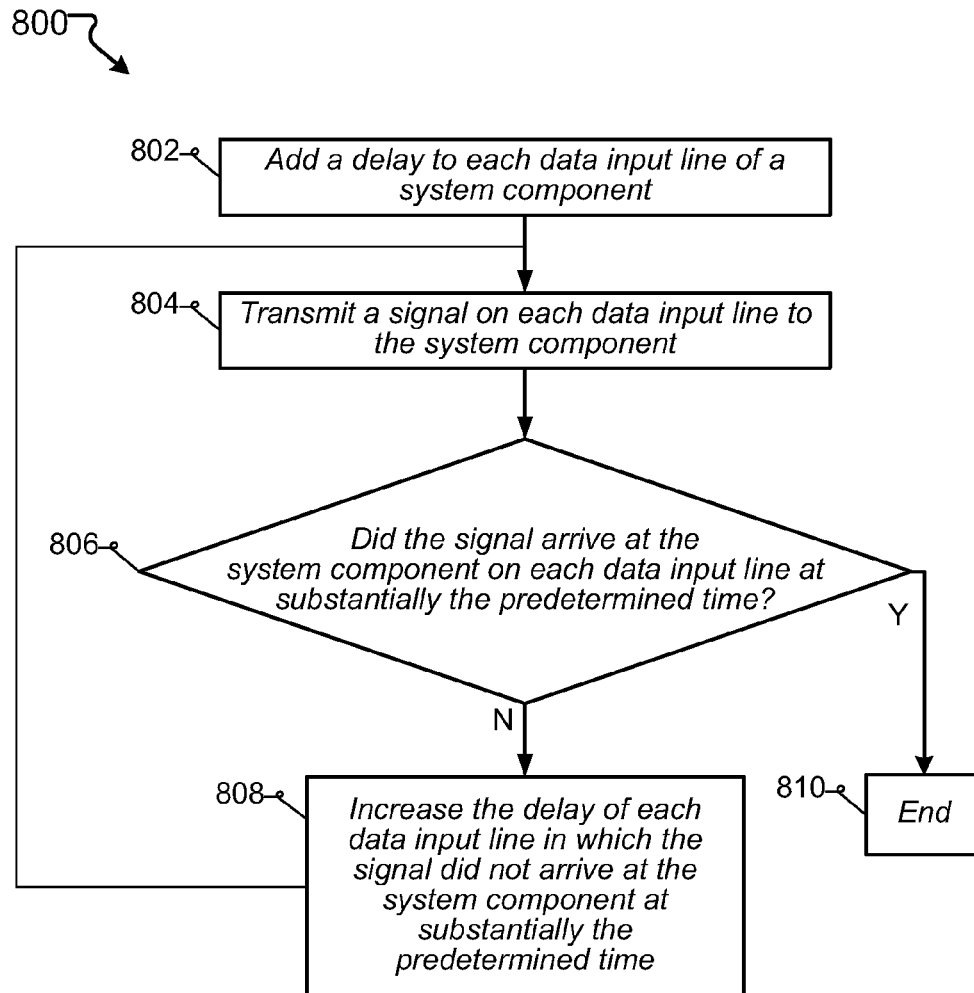 800
802
Add a delay to each data input line of a
system component
804
Transmit a signal on each data input line to
the system component
806
Did the signal arrive at the
system component on each data input line at
substantially the predetermined time?
Y
N
808
Increase the delay of each
data input line in which the
signal did not arrive at the
system component at
substantially the
predetermined time
810
End